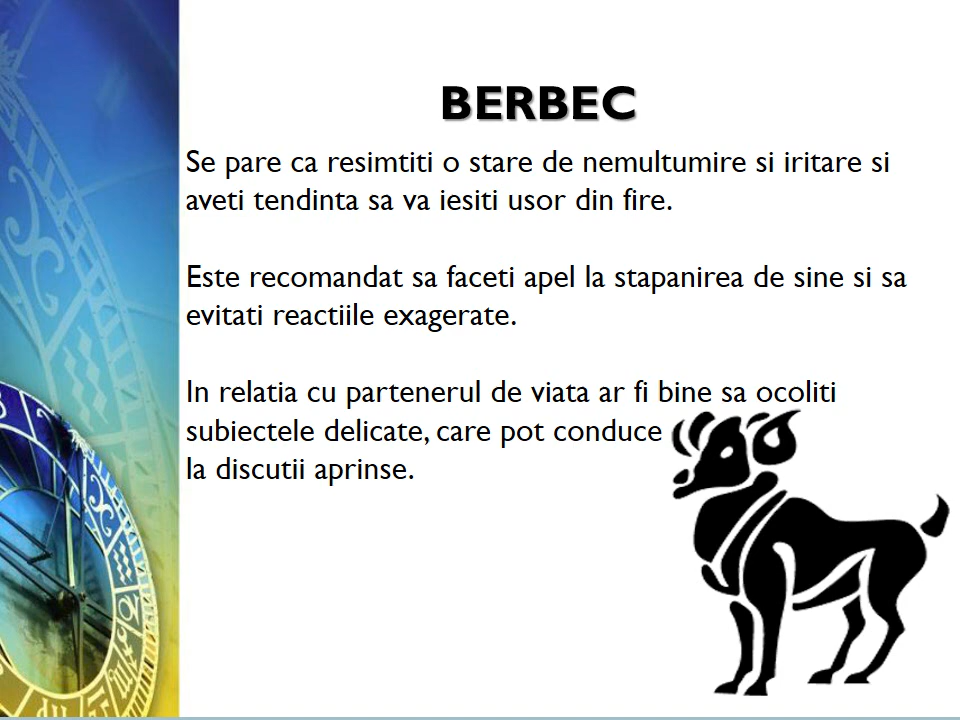 BERBEC
Se pare ca resimtiti o stare de nemultumire si iritare si
aveti tendinta sa va iesiti usor din fire.
Este recomandat sa faceti apel la stapanirea de sine si sa
evitati reactiile exagerate.
In relatia cu partenerul de viata ar fi bine sa ocoliti
subiectele delicate, care pot conduce
la discutii aprinse.